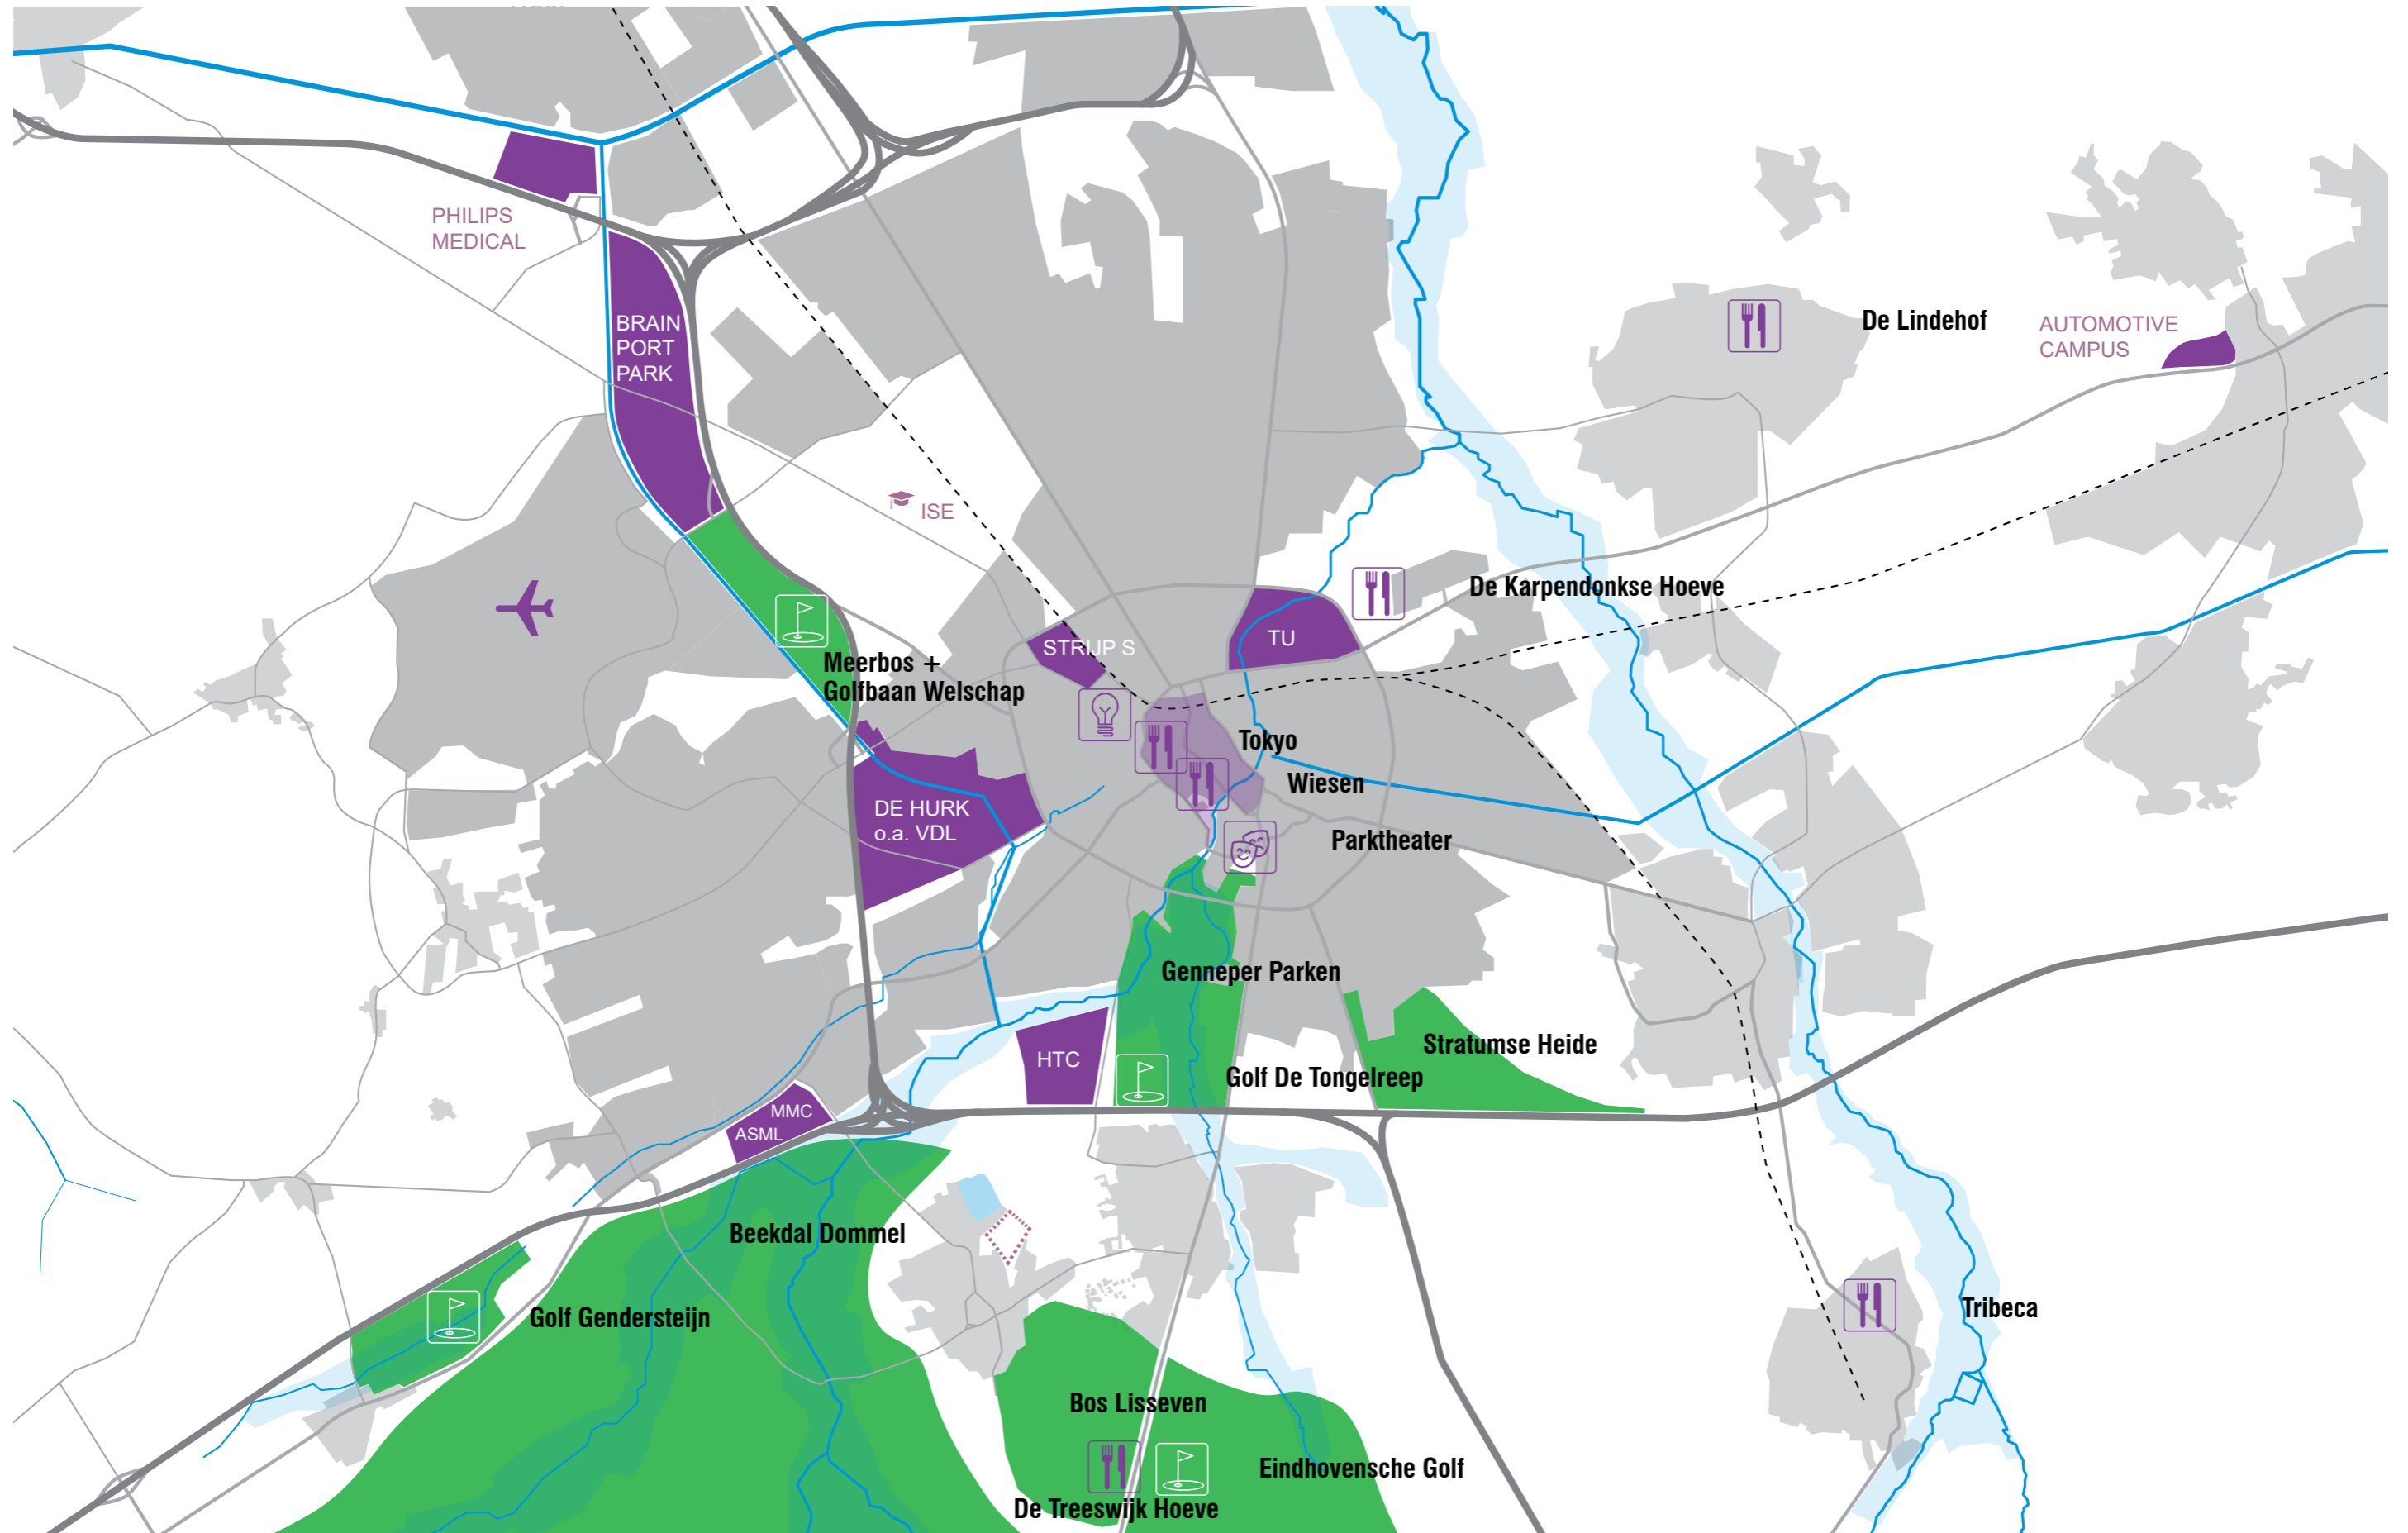 PHILIPS
MEDICAL
BRAIN
PORT
PARK
De Lindehof
AUTOMOTIVE
CAMPUS
ISE
De Karpendonkse Hoeve
STRIJP S
TU
Meerbos +
Golfbaan Welschap
Tokyo
Wiesen
DE HURK
o.a. VDL
Parktheater
Genneper Parken
Stratumse Heide
HTC
Golf De Tongelreep
MMC
ASML
Beekdal Dommel
Golf Gendersteijn
Tribeca
Bos Lisseven
Eindhovensche Golf
De Treeswijk Hoeve